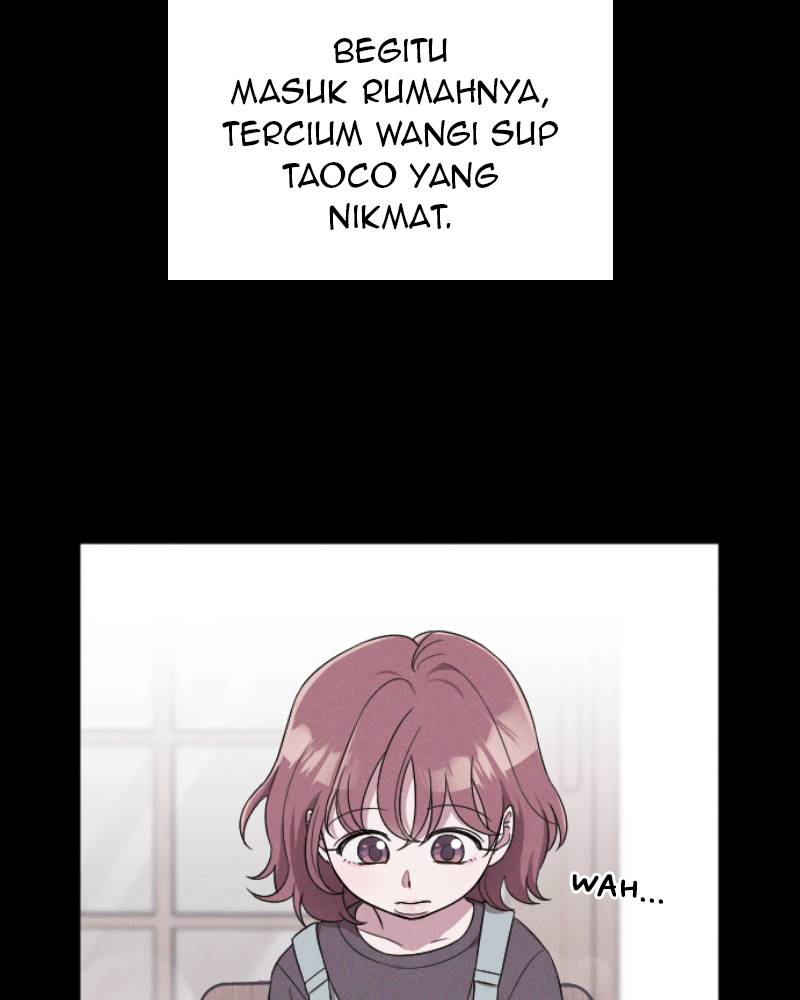 BEGITU
MASUK RUMAHNYA,
TERCIUM WANGI SUP
TAOCO YANG
NIKMAT.
WAH...